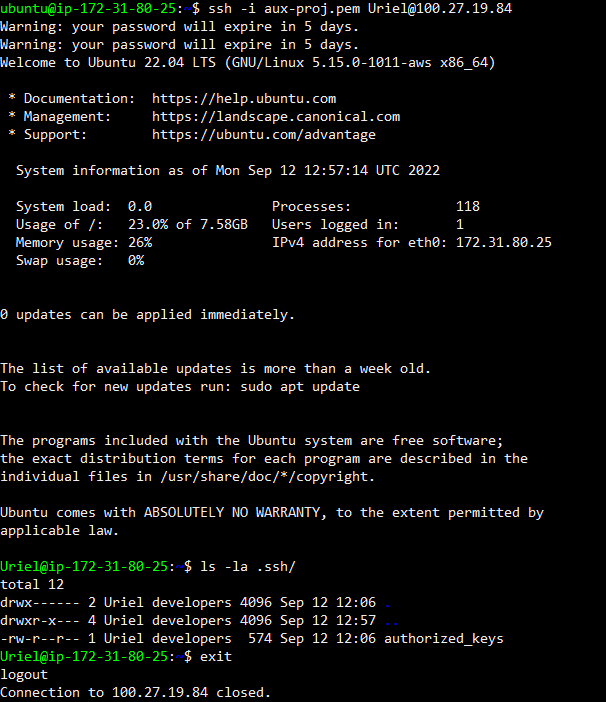 ubuntu@ip-172-31-80-25:~$ ssh -i aux-proj.pem Uriel@100.27.19.84
Warning: your password will expire in 5 days.
Warning: your password will expire in 5 days.
Welcome to Ubuntu 22.04 LTS (GNU/Linux 5.15.0-1011-aws x86_64)

 * Documentation:  https://help.ubuntu.com
 * Management:     https://landscape.canonical.com
 * Support:        https://ubuntu.com/advantage

  System information as of Mon Sep 12 12:57:14 UTC 2022

  System load:  0.0               Processes:             118
  Usage of /:   23.0% of 7.58GB   Users logged in:       1
  Memory usage: 26%               IPv4 address for eth0: 172.31.80.25
  Swap usage:   0%

0 updates can be applied immediately.

The list of available updates is more than a week old.
To check for new updates run: sudo apt update

The programs included with the Ubuntu system are free software;
the exact distribution terms for each program are described in the
individual files in /usr/share/doc/*/copyright.

Ubuntu comes with ABSOLUTELY NO WARRANTY, to the extent permitted by
applicable law.

Uriel@ip-172-31-80-25:~$ ls -la .ssh/
total 12
drwx------ 2 Uriel developers 4096 Sep 12 12:06 .
drwxr-x--- 4 Uriel developers 4096 Sep 12 12:57 ..
-rw-r--r-- 1 Uriel developers  574 Sep 12 12:06 authorized_keys
Uriel@ip-172-31-80-25:~$ exit
logout
Connection to 100.27.19.84 closed.